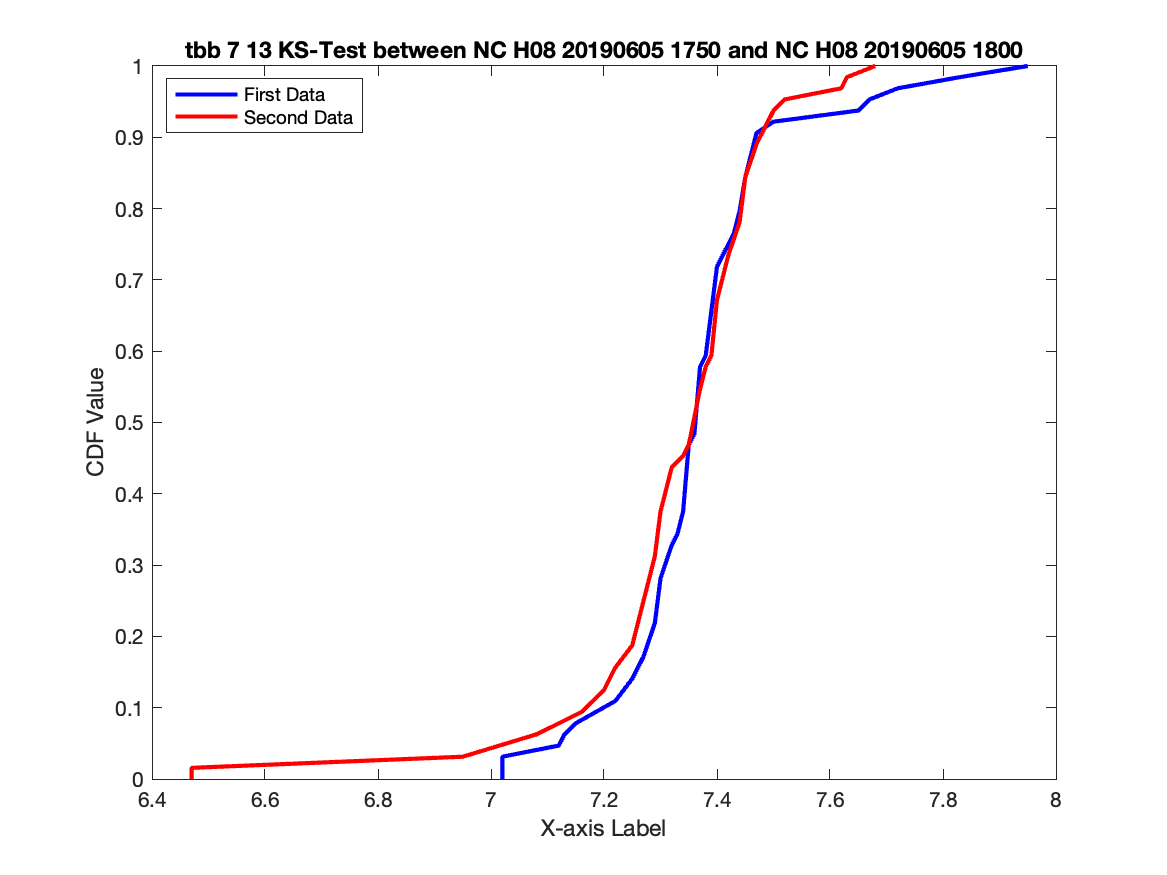 tbb 7 13 KS-Test between NC H08 20190605 1750 and NC H08 20190605 1800
First Data
Second Data
1
0.9
0.8
0.7
0.6
0.5
0.4
0.3
0.2
0.1
0
CDF Value
6.4 6.6 6.8 7 7.2 7.4 7.6 7.8 8
X-axis Label